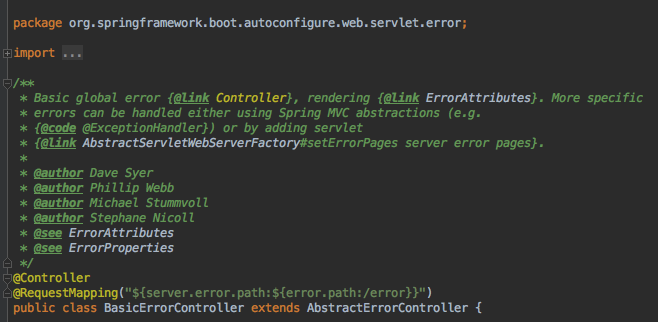 package org.springframework.boot.autoconfigure.web.servlet.error;
import ...
/**
 * Basic global error {@link Controller}, rendering {@link ErrorAttributes}. More specific
 * errors can be handled either using Spring MVC abstractions (e.g.
 * {@code @ExceptionHandler}) or by adding servlet
 * {@link AbstractServletWebServerFactory#setErrorPages server error pages}.
 *
 * @author Dave Syer
 * @author Phillip Webb
 * @author Michael Stummvoll
 * @author Stephane Nicoll
 * @see ErrorAttributes
 * @see ErrorProperties
 */
@Controller
@RequestMapping("${server.error.path:${error.path:/error}}")
public class BasicErrorController extends AbstractErrorController {